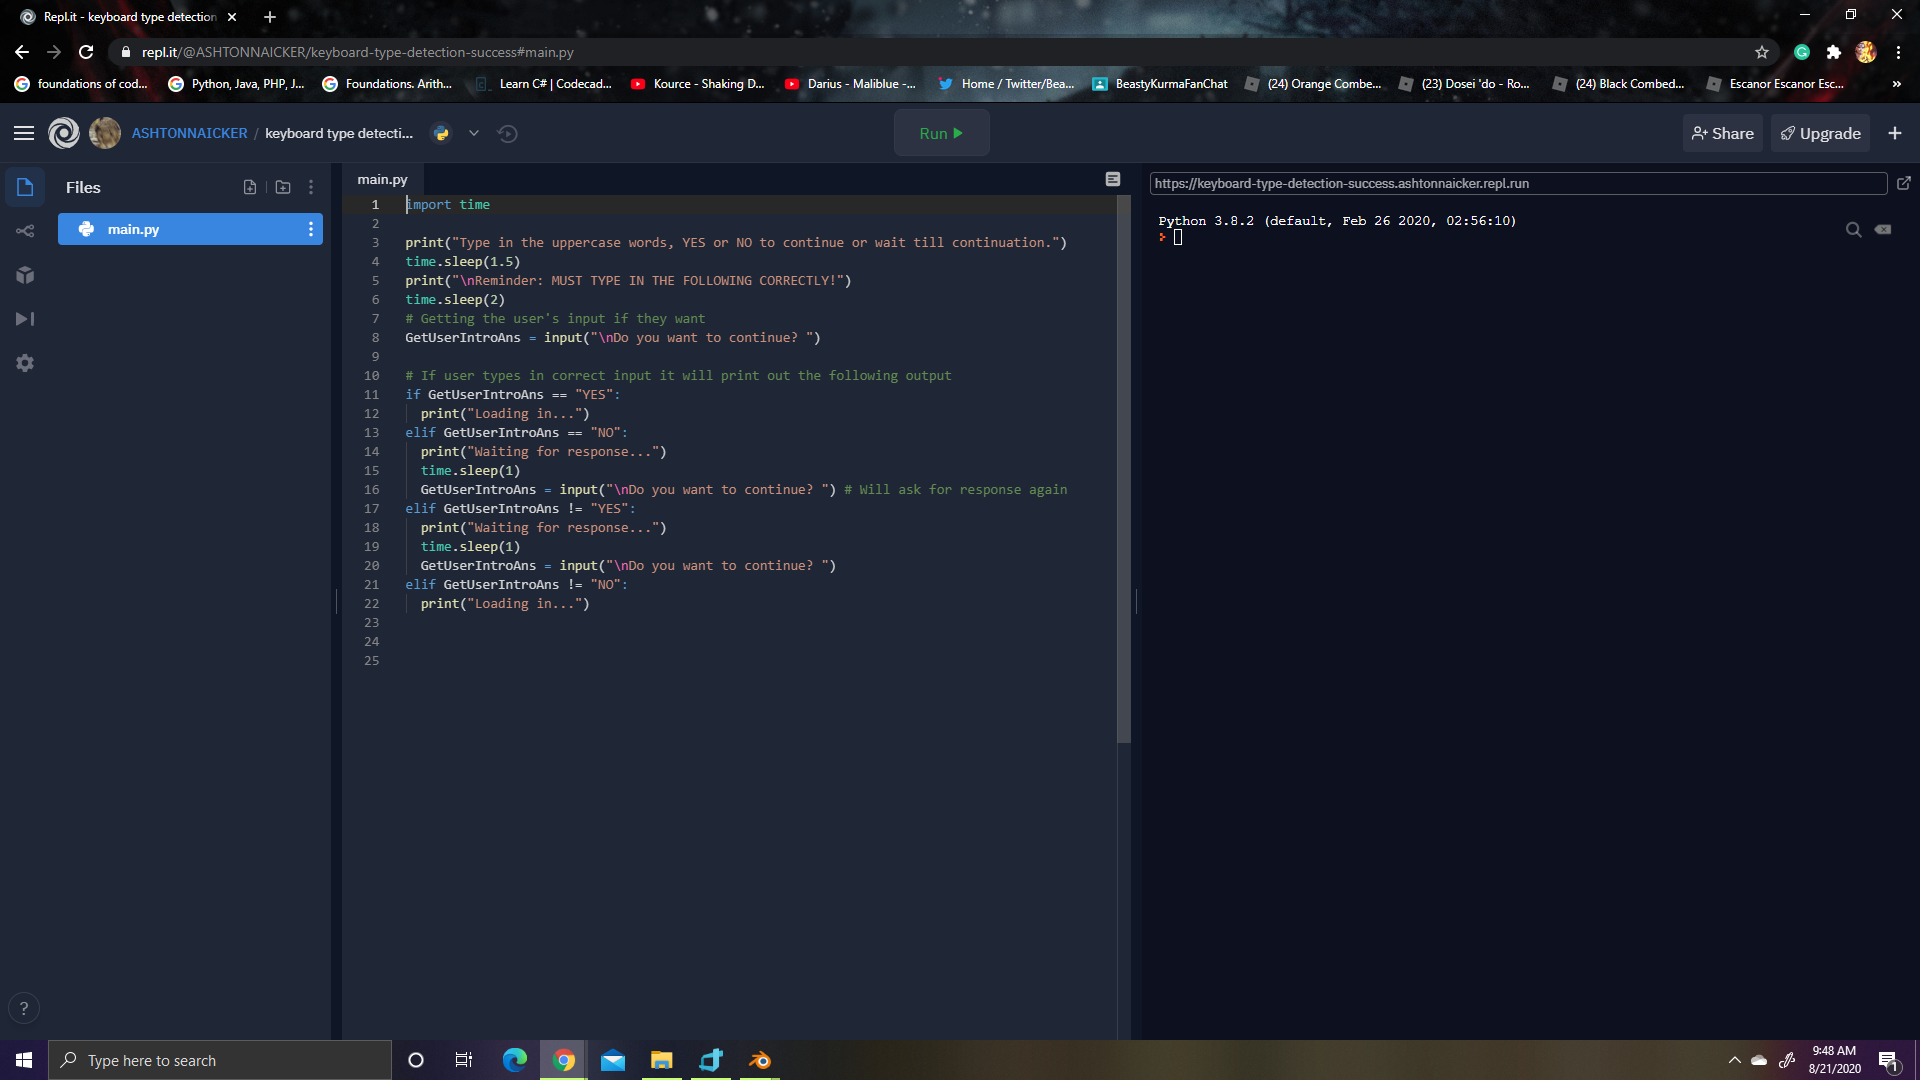 Repl.it - keyboard type detection
repl.it/@ASHTONNAICKER/keyboard-type-detection-success#main.py
foundations of cod...
Python, Java, PHP, J...
Foundations. Arith...
Learn C# | Codecad...
Kource - Shaking D...
Darius - Maliblue -...
Home / Twitter/Bea...
BeastyKurmaFanChat
(24) Orange Combe...
(23) Dosei 'do - Ro...
(24) Black Combed...
Escanor Escanor Esc...
»
ASHTONNAICKER / keyboard type detecti...
Run
Share
Upgrade
Files
main.py
main.py
https://keyboard-type-detection-success.ashtonnaicker.repl.run
1 import time
2
3 print("Type in the uppercase words, YES or NO to continue or wait till continuation.")
4 time.sleep(1.5)
5 print("\nReminder: MUST TYPE IN THE FOLLOWING CORRECTLY!")
6 time.sleep(2)
7 # Getting the user's input if they want
8 GetUserIntroAns = input("\nDo you want to continue? ")
9
10 # If user types in correct input it will print out the following output
11 if GetUserIntroAns == "YES":
12 print("Loading in...")
13 elif GetUserIntroAns == "NO":
14 print("Waiting for response...")
15 time.sleep(1)
16 GetUserIntroAns = input("\nDo you want to continue? ") # Will ask for response again
17 elif GetUserIntroAns != "YES":
18 print("Waiting for response...")
19 time.sleep(1)
20 GetUserIntroAns = input("\nDo you want to continue? ")
21 elif GetUserIntroAns != "NO":
22 print("Loading in...")
23
24
25
Python 3.8.2 (default, Feb 26 2020, 02:56:10)
?
Type here to search
9:48 AM
8/21/2020
1